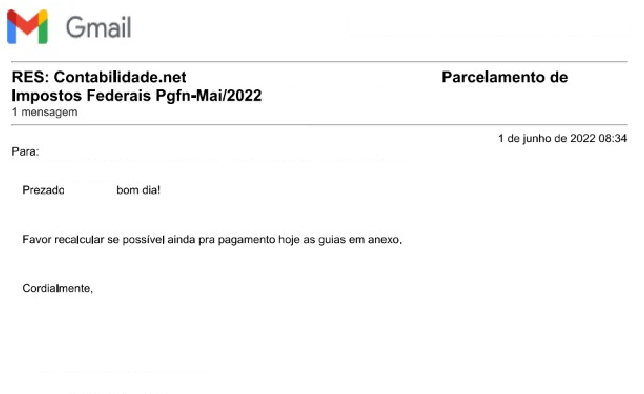 Gmail
RES: Contabilidade.net Parcelamento de
Impostos Federais Pgfn-Mai/2022
1 mensagem
1 de junho de 2022 08:34
Para:
Prezado bom dia!
Favor recalcular se possível ainda pra pagamento hoje as guias em anexo.
Cordialmente,